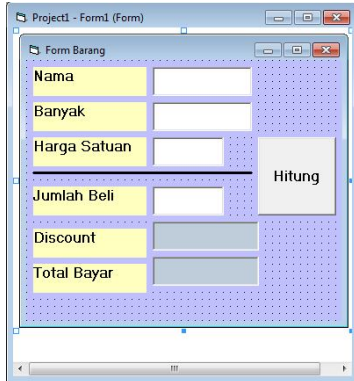 Project1 - Form1 (Form)
Form Barang
Nama
Banyak
Harga Satuan
Hitung
Jumlah Beli
Discount
Total Bayar